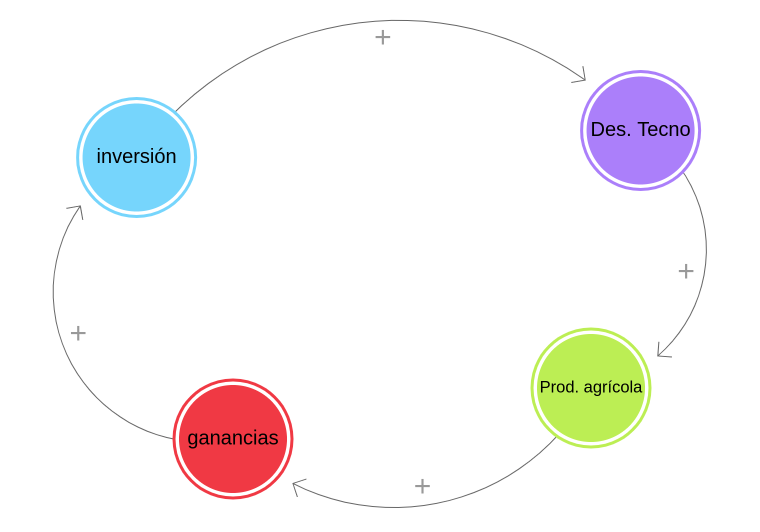 +
inversión
Des. Tecno
+
+
Prod. agrícola
ganancias
+